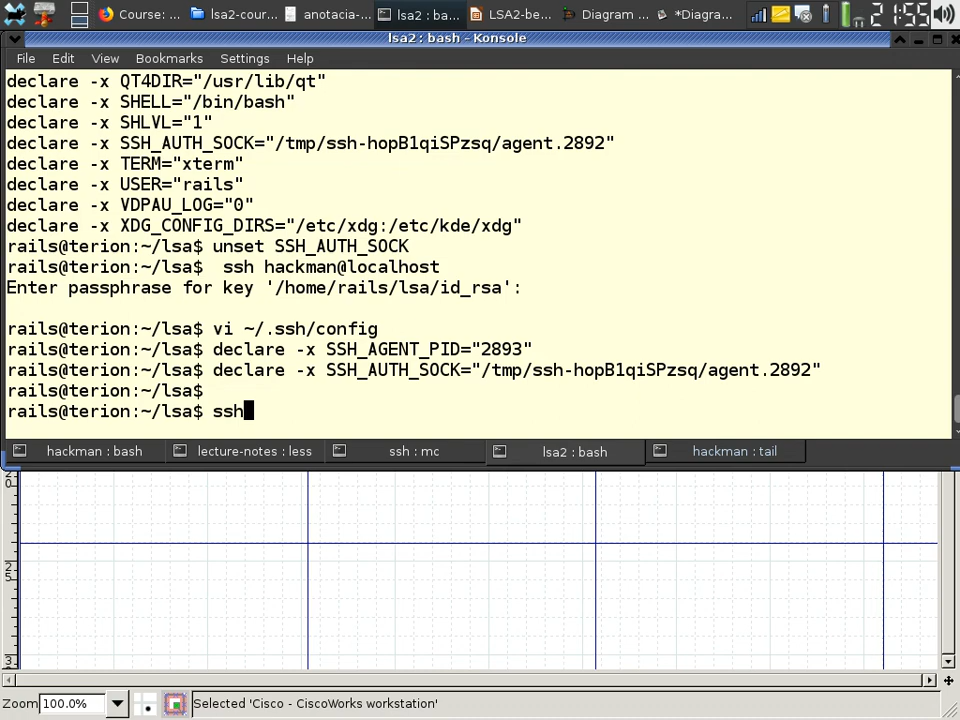 Course: ...
lsa2-cour...
anotacia-...
lsa2 : ba...
LSA2-be...
Diagram ...
*Diagra...
21:55
lsa2 : bash - Konsole
File Edit View Bookmarks Settings Help
declare -x QT4DIR="/usr/lib/qt"
declare -x SHELL="/bin/bash"
declare -x SHLVL="1"
declare -x SSH_AUTH_SOCK="/tmp/ssh-hopB1qiSPzsq/agent.2892"
declare -x TERM="xterm"
declare -x USER="rails"
declare -x VDPAU_LOG="0"
declare -x XDG_CONFIG_DIRS="/etc/xdg:/etc/kde/xdg"
rails@terion:~/lsa$ unset SSH_AUTH_SOCK
rails@terion:~/lsa$  ssh hackman@localhost
Enter passphrase for key '/home/rails/lsa/id_rsa':
rails@terion:~/lsa$ vi ~/.ssh/config
rails@terion:~/lsa$ declare -x SSH_AGENT_PID="2893"
rails@terion:~/lsa$ declare -x SSH_AUTH_SOCK="/tmp/ssh-hopB1qiSPzsq/agent.2892"
rails@terion:~/lsa$
rails@terion:~/lsa$ ssh
hackman : bash
lecture-notes : less
ssh : mc
lsa2 : bash
hackman : tail
Zoom 100.0% Selected 'Cisco - CiscoWorks workstation'